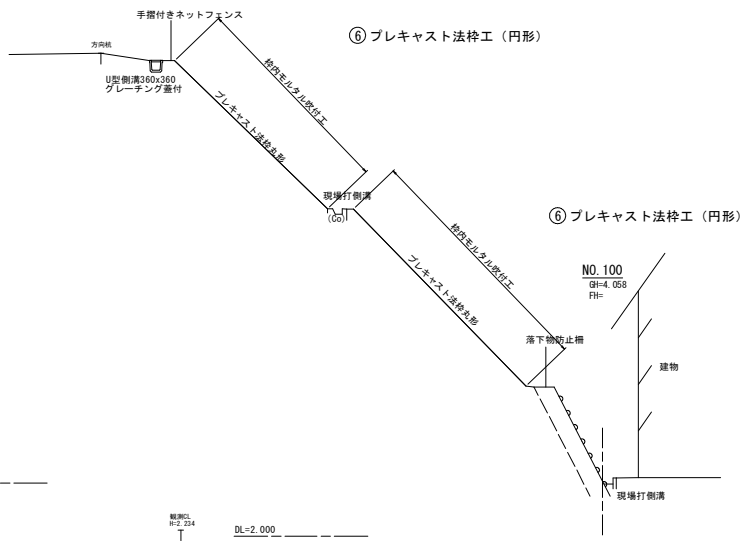 手摺付きネットフェンス
⑥プレキャスト法枠工（円形）
方向杭
U型側溝360x360
グレーチング蓋付
枠内モルタル吹付工
プレキャスト法枠丸形
現場打側溝
(Co)
⑥プレキャスト法枠工（円形）
枠内モルタル吹付工
プレキャスト法枠丸形
NO.100
GH=4.058
FH=
落下物防止柵
建物
現場打側溝
観測CL
H=2.234
DL=2.000